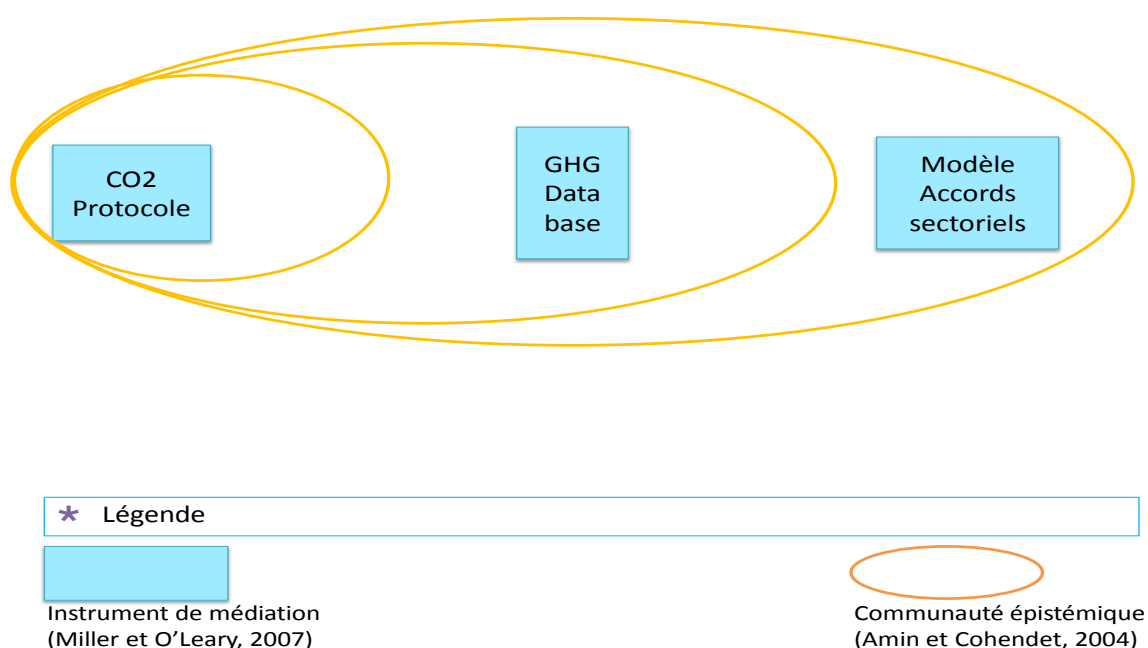 CO2
Protocole
GHG
Data
base
Modèle
Accords
sectoriels
* Légende
Instrument de médiation
(Miller et O'Leary, 2007)
Communauté épistémique
(Amin et Cohendet, 2004)